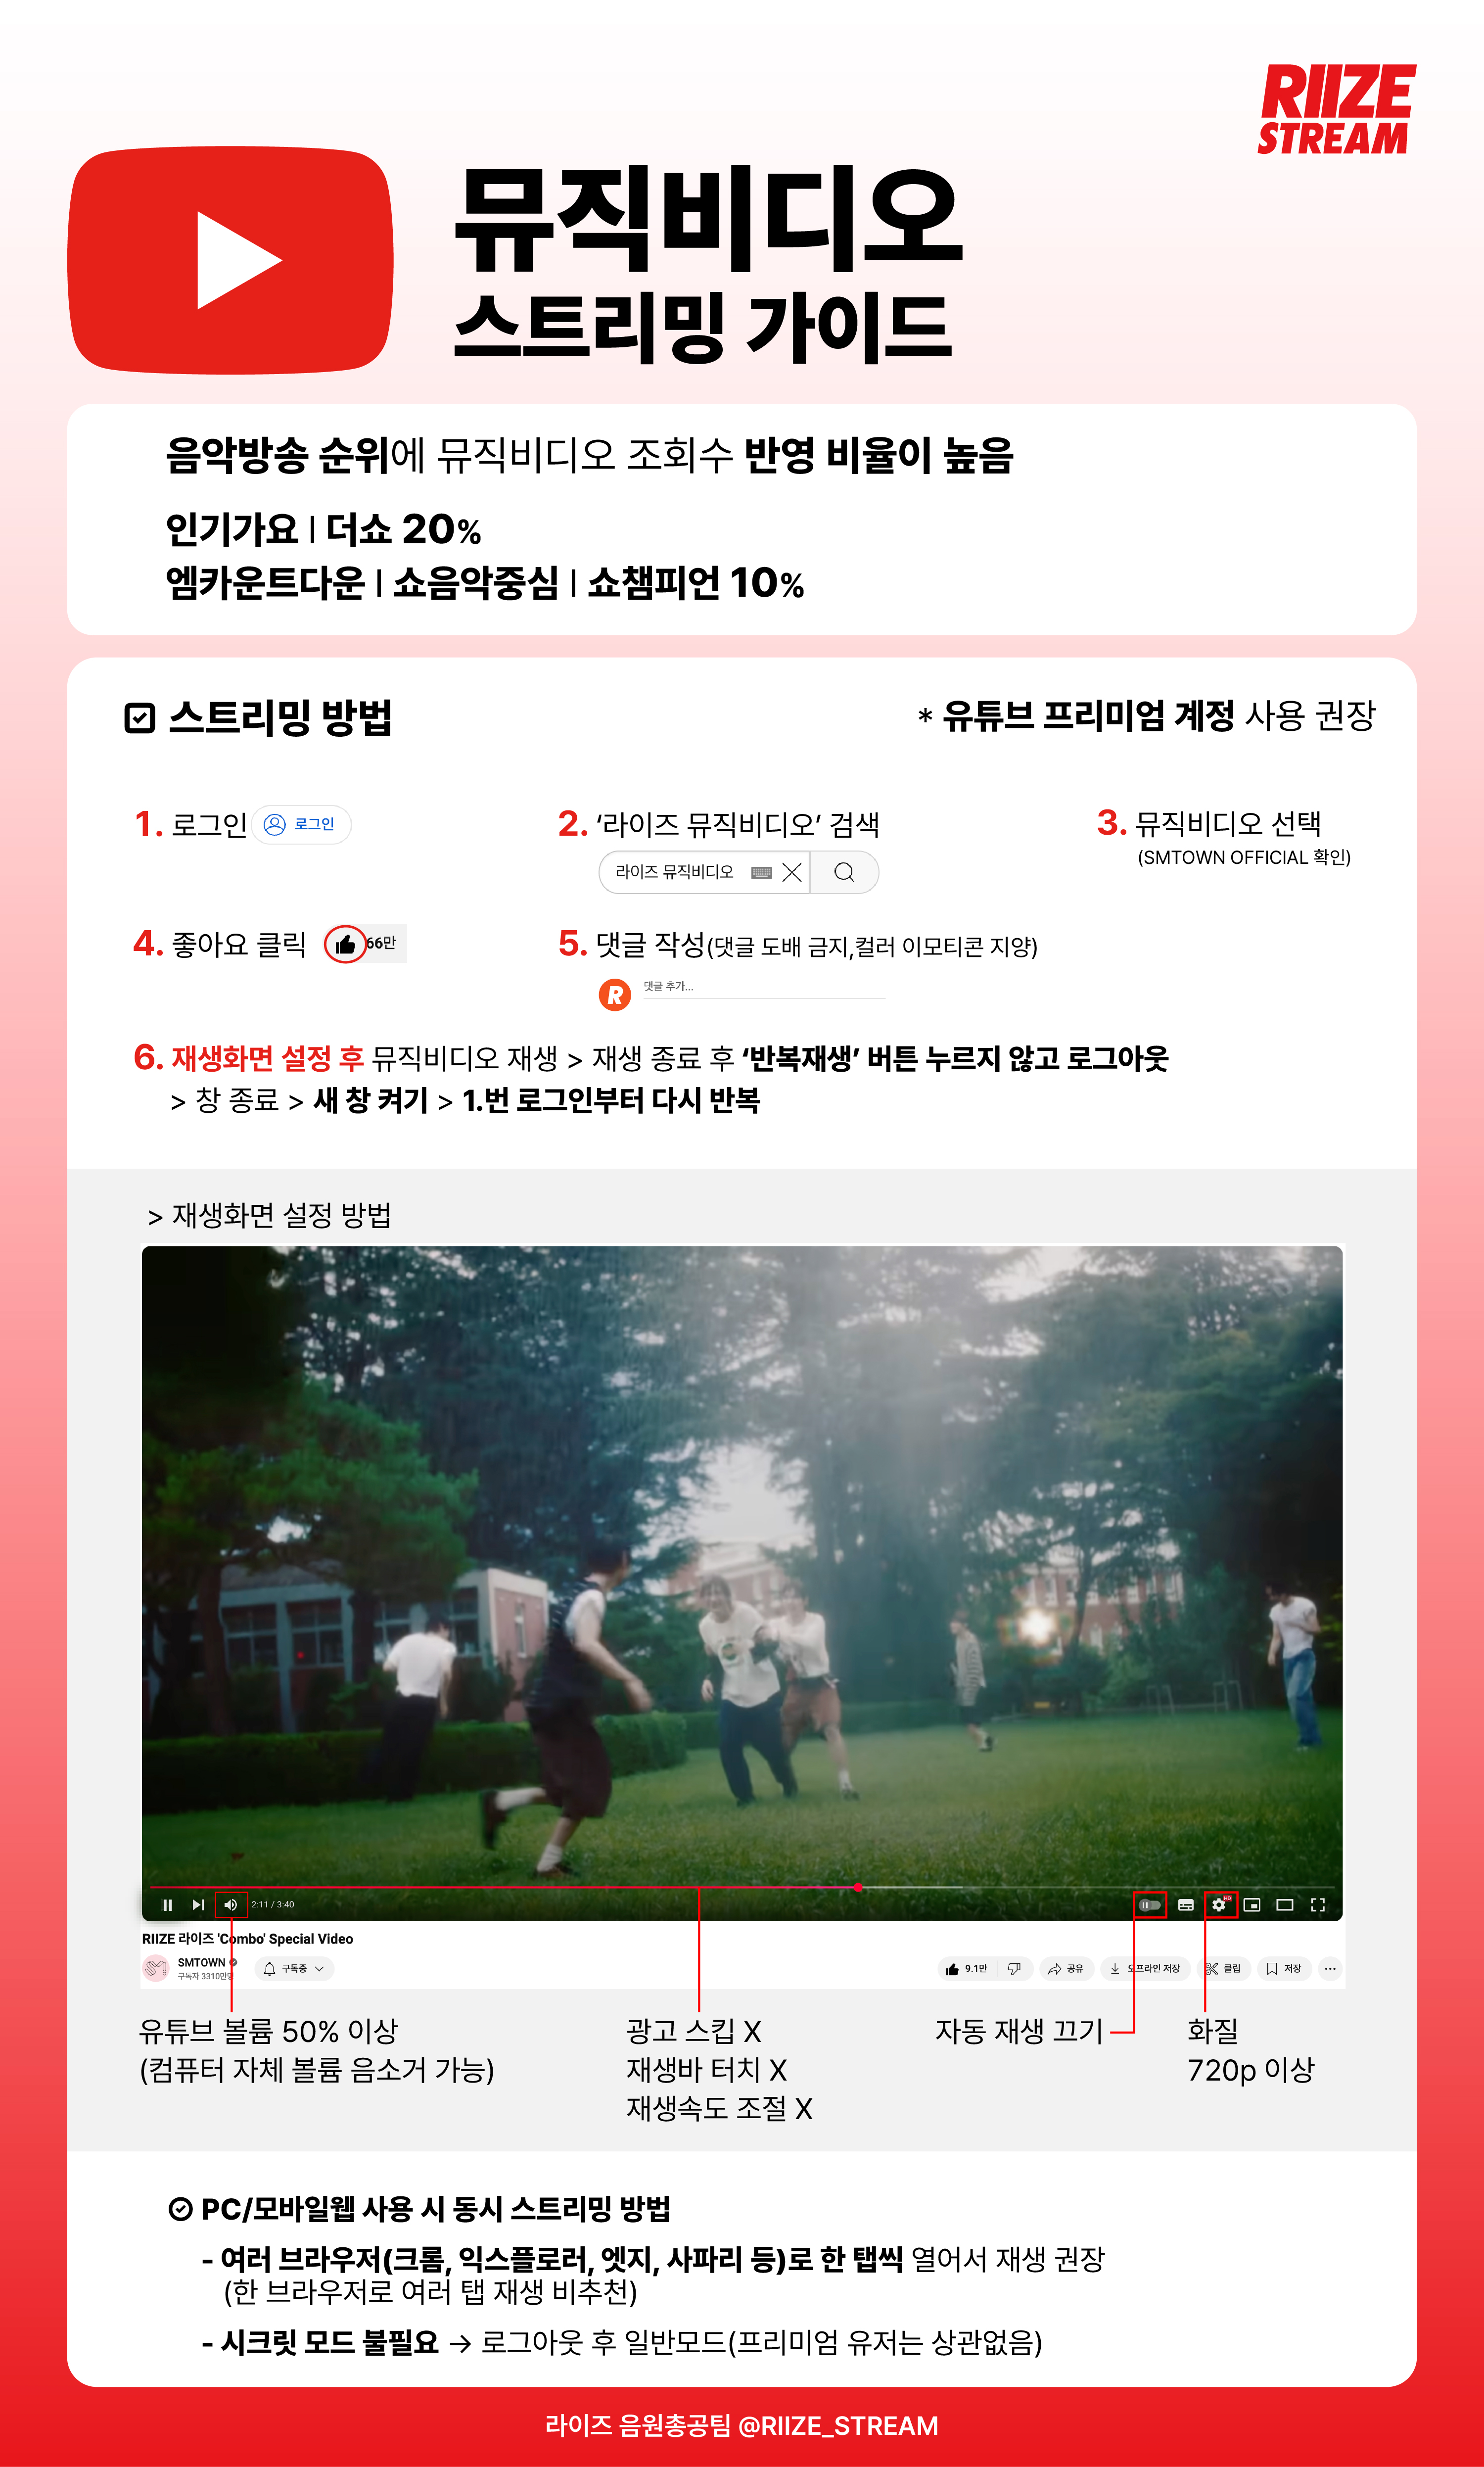 RIIZE
STREAM
뮤직비디오
스트리밍 가이드
음악방송 순위에 뮤직비디오 조회수 반영 비율이 높음
인기가요 | 더쇼 20%
엠카운트다운 | 쇼음악중심 | 쇼챔피언 10%
스트리밍 방법
* 유튜브 프리미엄 계정 사용 권장
1. 로그인 로그인
2. ‘라이즈 뮤직비디오’ 검색
라이즈 뮤직비디오
3. 뮤직비디오 선택
(SMTOWN OFFICIAL 확인)
4. 좋아요 클릭 66만
5. 댓글 작성(댓글 도배 금지,컬러 이모티콘 지양)
R 댓글 추가...
6. 재생화면 설정 후 뮤직비디오 재생 > 재생 종료 후 ‘반복재생’ 버튼 누르지 않고 로그아웃
> 창 종료 > 새 창 켜기 > 1.번 로그인부터 다시 반복
> 재생화면 설정 방법
2:11 / 3:40
HD
RIIZE 라이즈 'Combo' Special Video
SMTOWN
구독자 3310만명
구독중
9.1만 공유 오프라인 저장 클립 저장 ...
유튜브 볼륨 50% 이상
(컴퓨터 자체 볼륨 음소거 가능)
광고 스킵 X
재생바 터치 X
재생속도 조절 X
자동 재생 끄기
화질
720p 이상
PC/모바일웹 사용 시 동시 스트리밍 방법
- 여러 브라우저(크롬, 익스플로러, 엣지, 사파리 등)로 한 탭씩 열어서 재생 권장
(한 브라우저로 여러 탭 재생 비추천)
- 시크릿 모드 불필요 → 로그아웃 후 일반모드(프리미엄 유저는 상관없음)
라이즈 음원총공팀 @RIIZE_STREAM